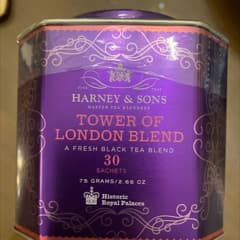 HARNEY & SONS
MASTER TEA BLENDERS
TOWER OF
LONDON BLEND
A FRESH BLACK TEA BLEND
30
SACHETS
75 GRAMS/2.66 OZ
Historic
Royal Palaces